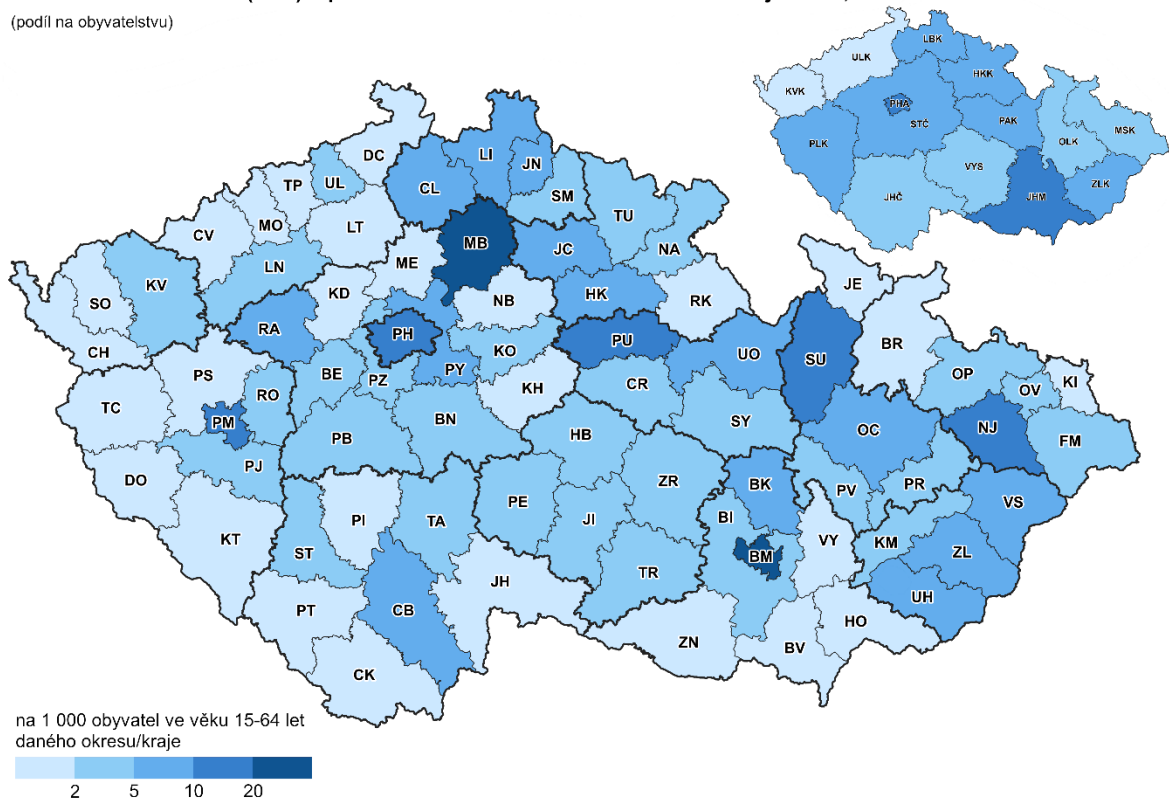 (podíl na obyvatelstvu)
LBK
ULK
HKK
KVK
PHA
STČ
PAK
PLK
MSK
OLK
VYS
ZLK
JHČ
JHM
DC
LI
JN
TP
UL
CL
SM
MO
LT
TU
CV
MB
JC
NA
LN
ME
KV
SO
KD
NB
HK
RK
JE
RA
PH
PU
BR
CH
KO
UO
SU
PS
BE
PZ
PY
OP
OV
KI
TC
RO
KH
CR
PM
BN
SY
OC
NJ
FM
PB
HB
PJ
DO
ZR
BK
PV
PR
VS
PI
TA
PE
JI
BI
KT
ST
VY
KM
BM
ZL
TR
JH
UH
PT
CB
HO
ZN
BV
CK
na 1 000 obyvatel ve věku 15-64 let
daného okresu/kraje
2 5 10 20